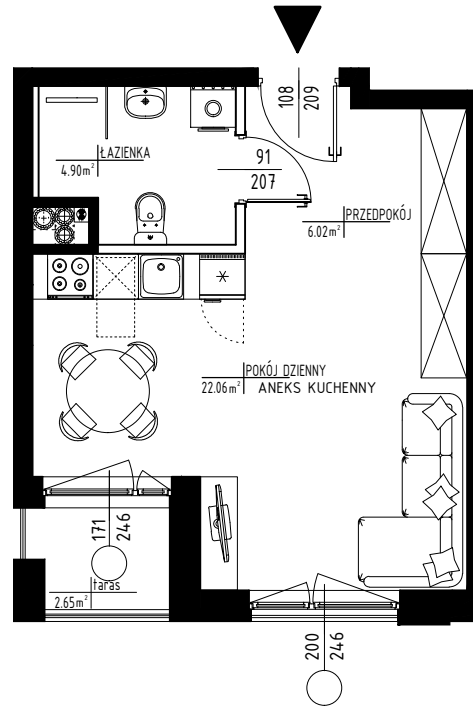 108
209
ŁAZIENKA
4.90m²
91
207
PRZEDPOKÓJ
6.02m²
POKÓJ DZIENNY
22.06m² ANEKS KUCHENNY
171
246
taras
2.65m²
200
246